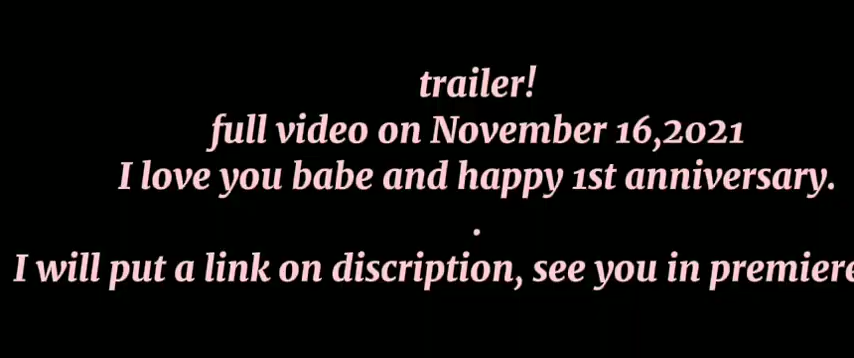 trailer!
full video on November 16,2021
I love you babe and happy 1st anniversary.
.
I will put a link on discription, see you in premiere